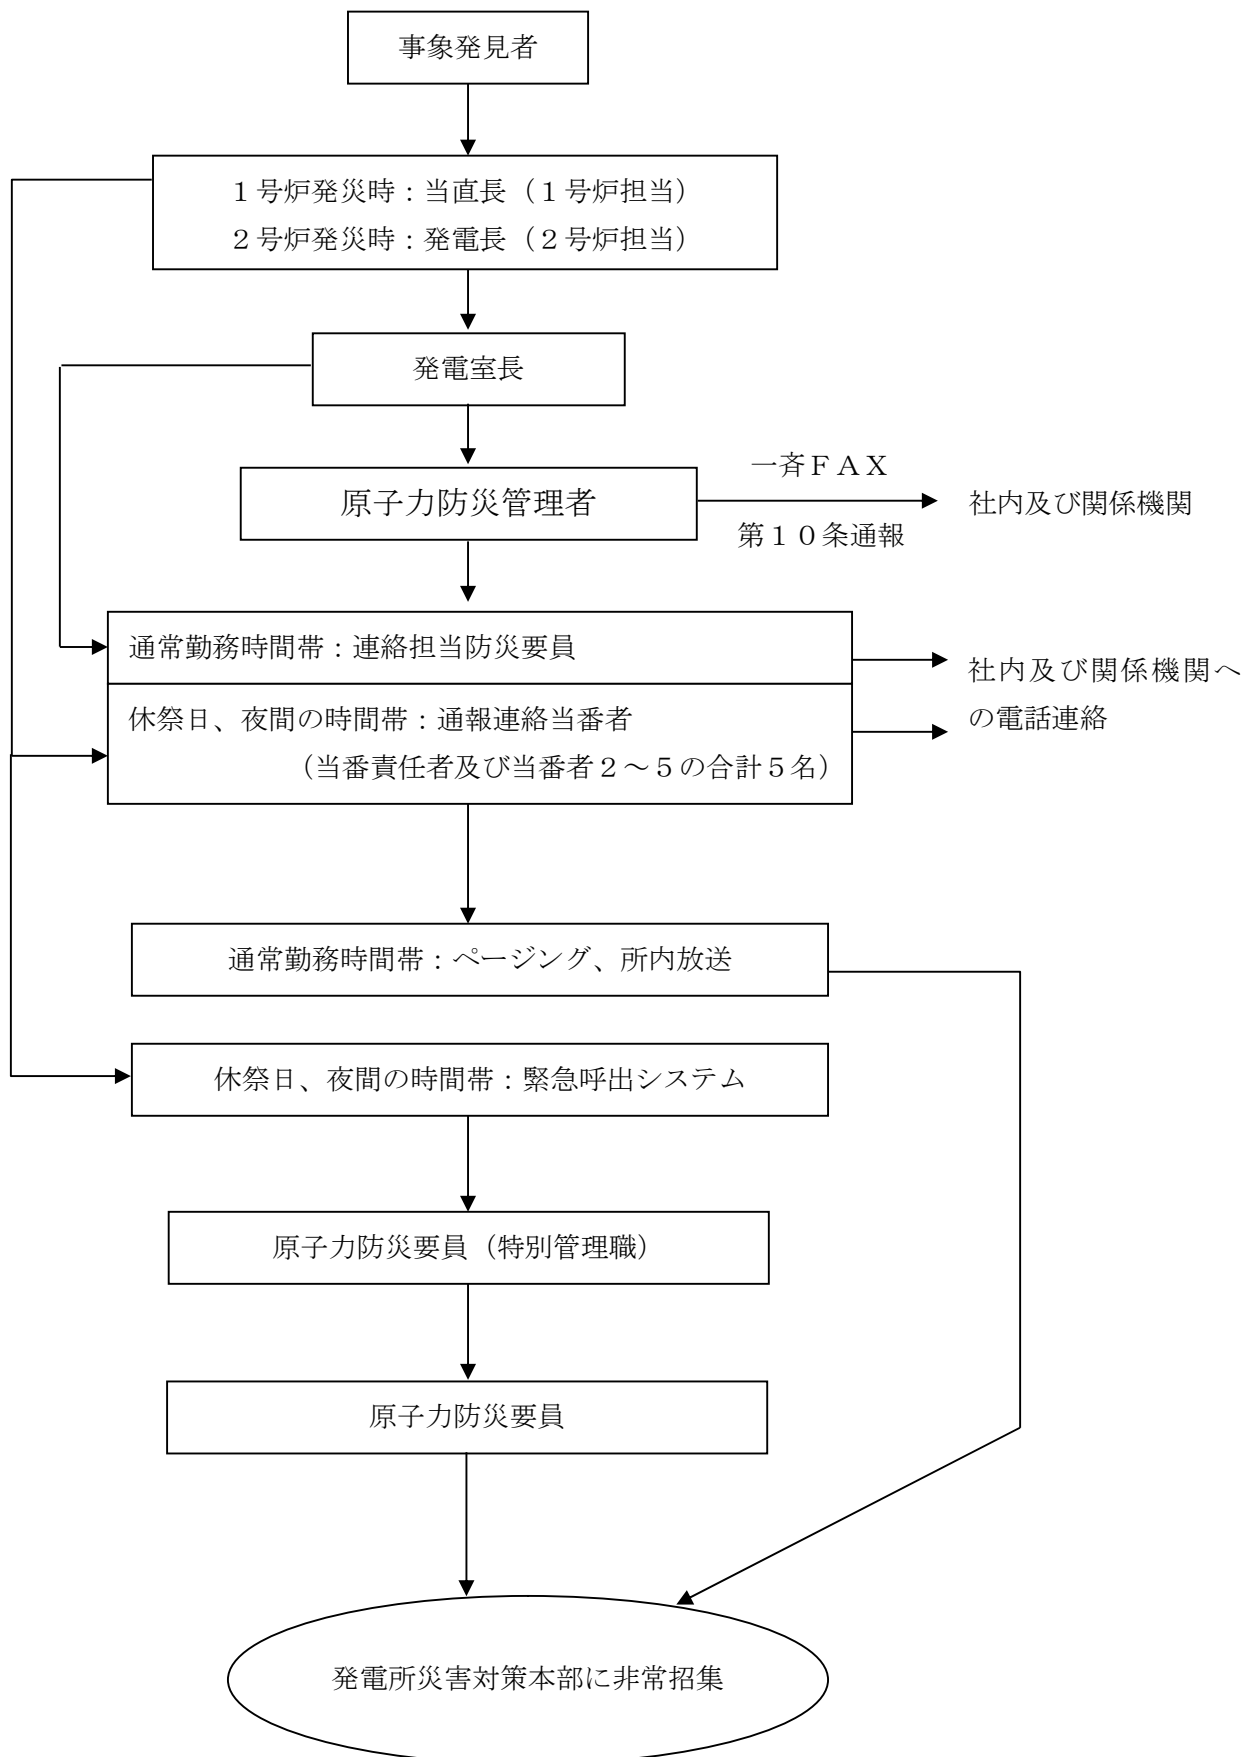 事象発見者
１号炉発災時：当直長（１号炉担当）
２号炉発災時：発電長（２号炉担当）
発電室長
原子力防災管理者
一斉ＦＡＸ
第１０条通報
社内及び関係機関
通常勤務時間帯：連絡担当防災要員
休祭日、夜間の時間帯：通報連絡当番者
（当番責任者及び当番者２～５の合計５名）
社内及び関係機関へ
の電話連絡
通常勤務時間帯：ページング、所内放送
休祭日、夜間の時間帯：緊急呼出システム
原子力防災要員（特別管理職）
原子力防災要員
発電所災害対策本部に非常招集